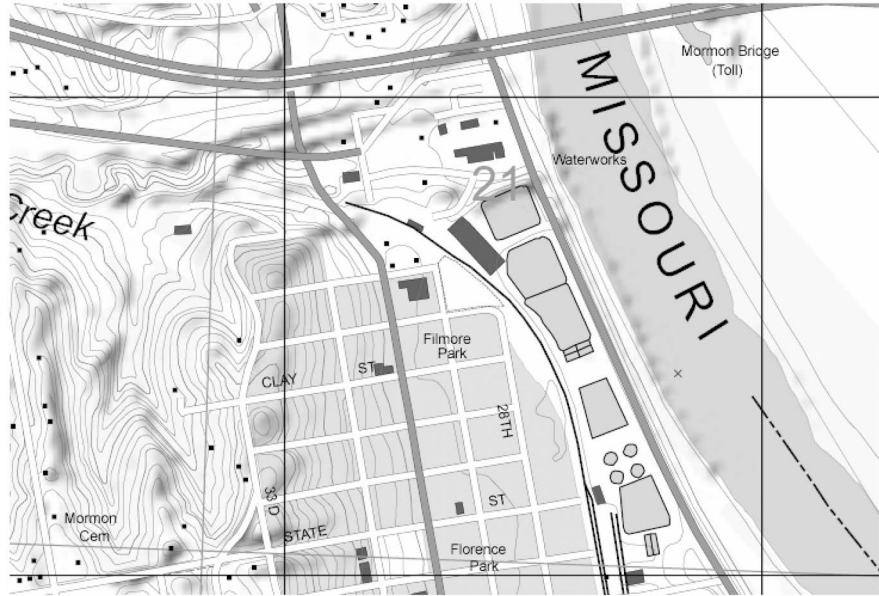 Mormon Bridge
(Toll)
MISSOURI
Waterworks
21
Creek
Filmore
Park
CLAY
ST
28TH
33 D
ST
STATE
Mormon
Cem
Florence
Park